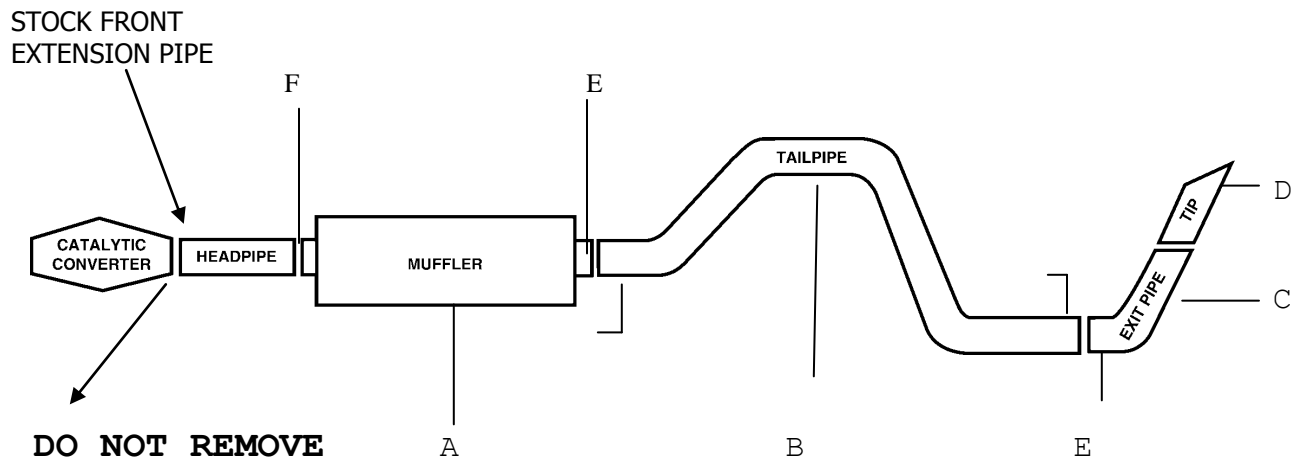 STOCK FRONT
EXTENSION PIPE
F
E
TAILPIPE
D
TIP
CATALYTIC
CONVERTER
HEADPIPE
MUFFLER
EXIT PIPE
C
DO NOT REMOVE
A
B
E